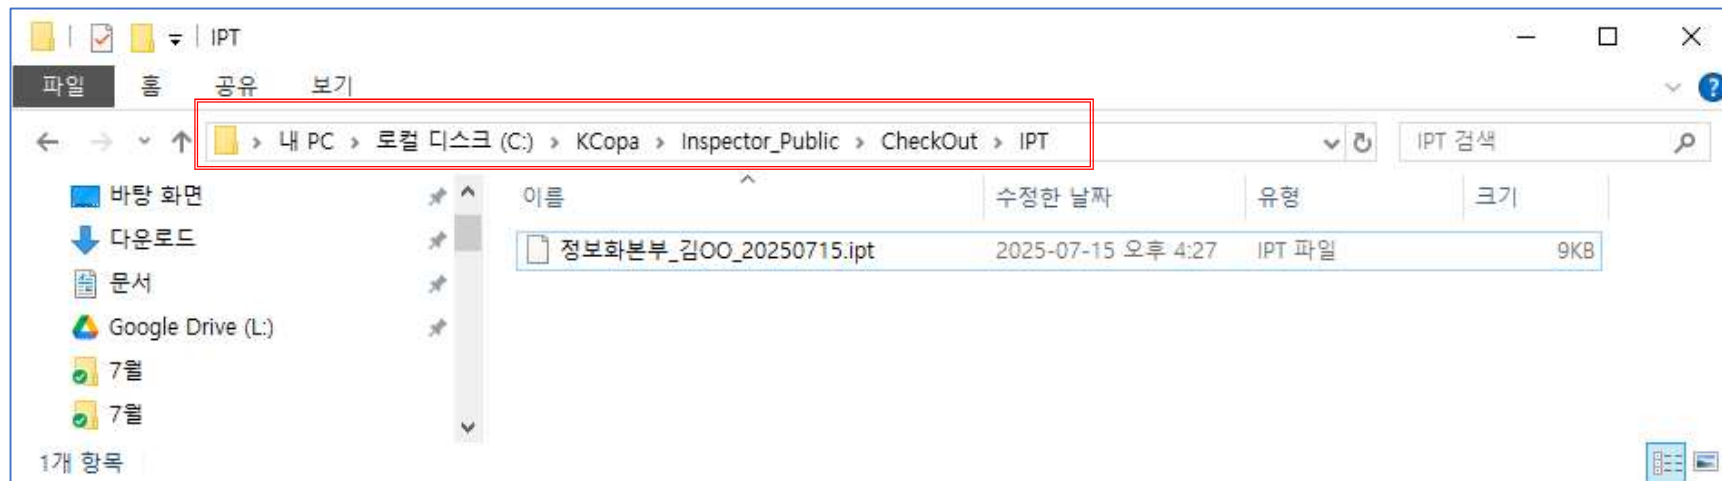 IPT
파일 홈 공유 보기
내 PC > 로컬 디스크 (C:) > KCopa > Inspector_Public > CheckOut > IPT
IPT 검색
바탕 화면
다운로드
문서
Google Drive (L:)
7월
7월
이름 수정한 날짜 유형 크기
정보화본부_김OO_20250715.ipt 2025-07-15 오후 4:27 IPT 파일 9KB
1개 항목